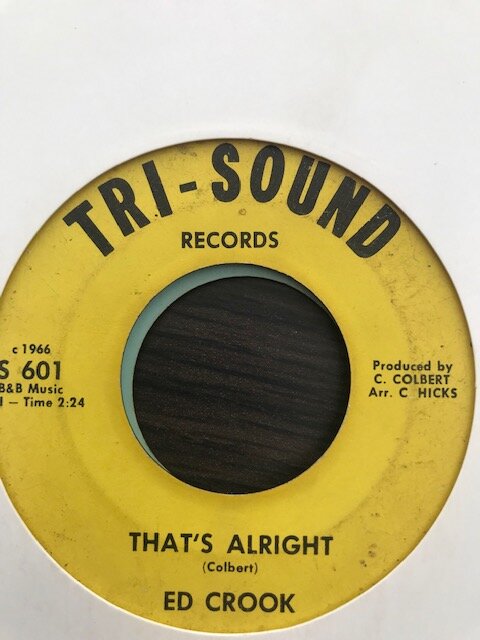 TRI-SOUND
RECORDS
c 1966
S 601
B&B Music
I — Time 2:24
Produced by
C. COLBERT
Arr. C HICKS
THAT'S ALRIGHT
(Colbert)
ED CROOK